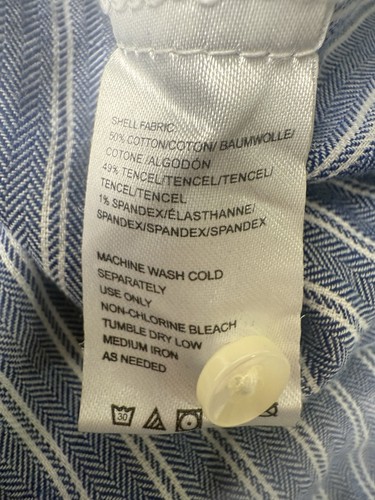 SHELL FABRIC:
50% COTTON/COTON/ BAUMWOLLE/
COTONE /ALGODÓN
49% TENCEL/TENCEL/TENCEL/
TENCEL/TENCEL
1% SPANDEX/ÉLASTHANNE/
SPANDEX/SPANDEX/SPANDEX
MACHINE WASH COLD
SEPARATELY
USE ONLY
NON-CHLORINE BLEACH
TUMBLE DRY LOW
MEDIUM IRON
AS NEEDED
30